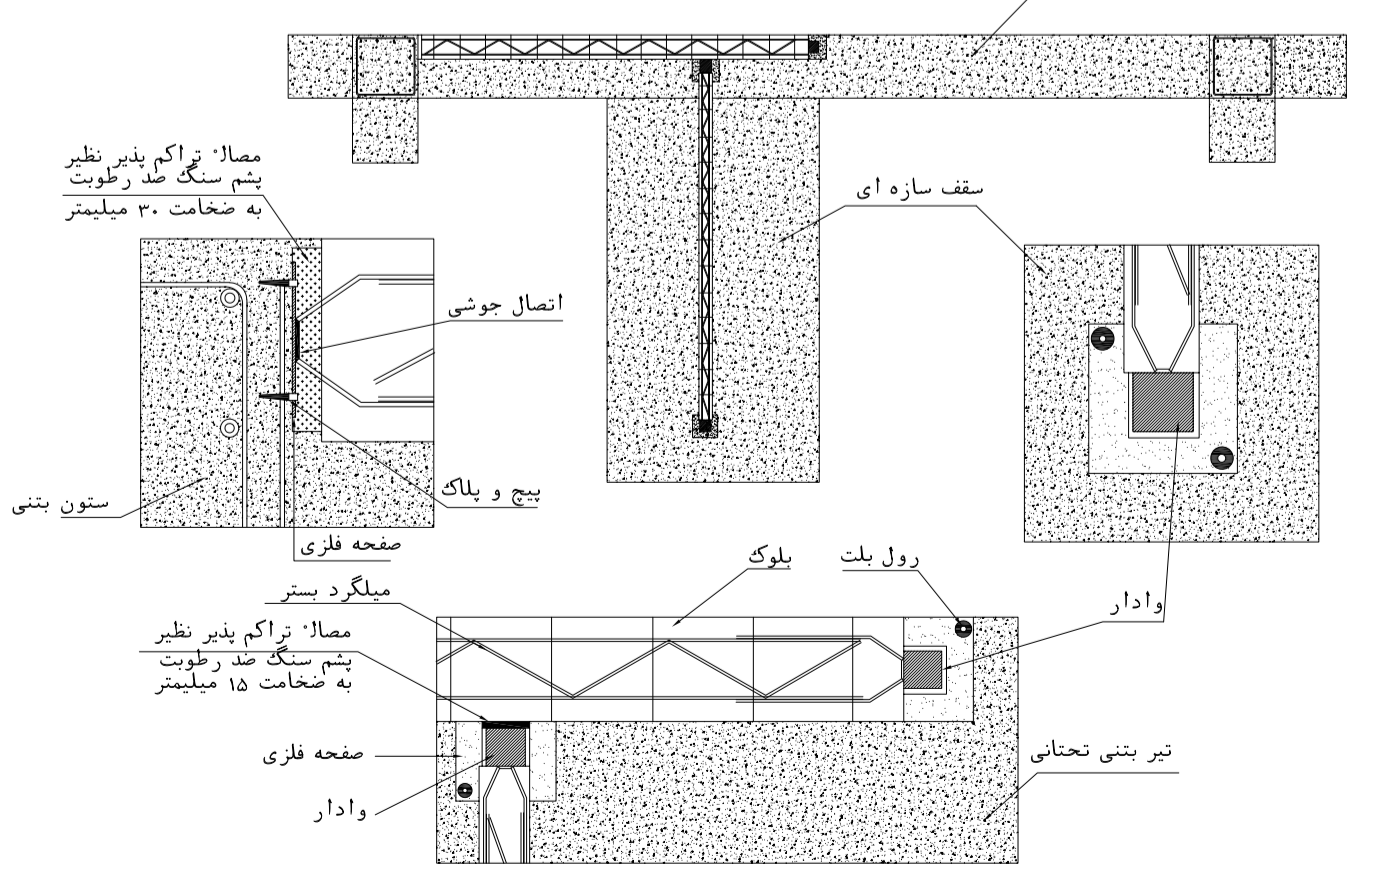 مصال° تراکم پذیر نظیر
پشم سنگ ضد رطوبت
به ضخامت ۳۰ میلیمتر
سقف سازه ای
اتصال جوشی
پیچ و پلاک
ستون بتنی
صفحه فلزی
بلوک
رول بلت
میلگرد بستر
وادار
مصال° تراکم پذیر نظیر
پشم سنگ ضد رطوبت
به ضخامت ۱۵ میلیمتر
صفحه فلزی
تیر بتنی تحتانی
وادار